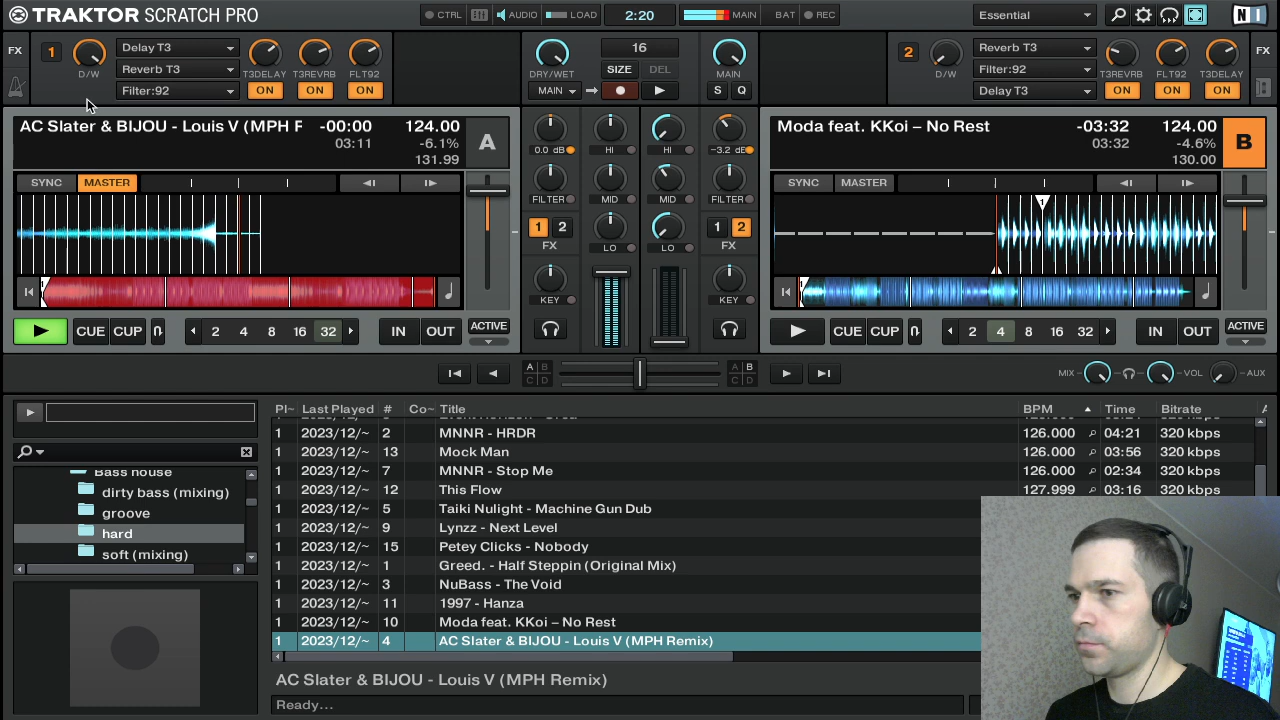 TRAKTOR SCRATCH PRO
CTRL AUDIO LOAD 2:20 MAIN BAT REC Essential
FX 1 Delay T3
Reverb T3
Filter:92
D/W T3DELAY T3REVRB FLT92
ON ON ON
16
SIZE DEL
DRY/WET MAIN
MAIN S Q
2 Reverb T3 FX
Filter:92
Delay T3
D/W T3REVRB FLT92 T3DELAY
ON ON ON
AC Slater & BIJOU - Louis V (MPH F -00:00 124.00 A
03:11 -6.1%
131.99
SYNC MASTER
CUE CUP 2 4 8 16 32 IN OUT ACTIVE
0.0 dB HI HI -3.2 dB
FILTER MID MID FILTER
1 2 LO LO 1 2
FX FX
KEY KEY
Moda feat. KKoi – No Rest -03:32 124.00 B
03:32 -4.6%
130.00
SYNC MASTER
1
CUE CUP 2 4 8 16 32 IN OUT ACTIVE
A B A B
C D C D
MIX VOL AUX
Bass house
dirty bass (mixing)
groove
hard
soft (mixing)
Pl~ Last Played # Co~ Title BPM Time Bitrate
1 2023/12/~ 2 MNNR - HRDR 126.000 04:21 320 kbps
1 2023/12/~ 13 Mock Man 126.000 03:56 320 kbps
1 2023/12/~ 7 MNNR - Stop Me 126.000 02:34 320 kbps
1 2023/12/~ 12 This Flow 127.999 03:16 320 kbps
1 2023/12/~ 5 Taiki Nulight - Machine Gun Dub
1 2023/12/~ 9 Lynzz - Next Level
1 2023/12/~ 15 Petey Clicks - Nobody
1 2023/12/~ 1 Greed. - Half Steppin (Original Mix)
1 2023/12/~ 3 NuBass - The Void
1 2023/12/~ 11 1997 - Hanza
1 2023/12/~ 10 Moda feat. KKoi – No Rest
1 2023/12/~ 4 AC Slater & BIJOU - Louis V (MPH Remix)
AC Slater & BIJOU - Louis V (MPH Remix)
Ready...